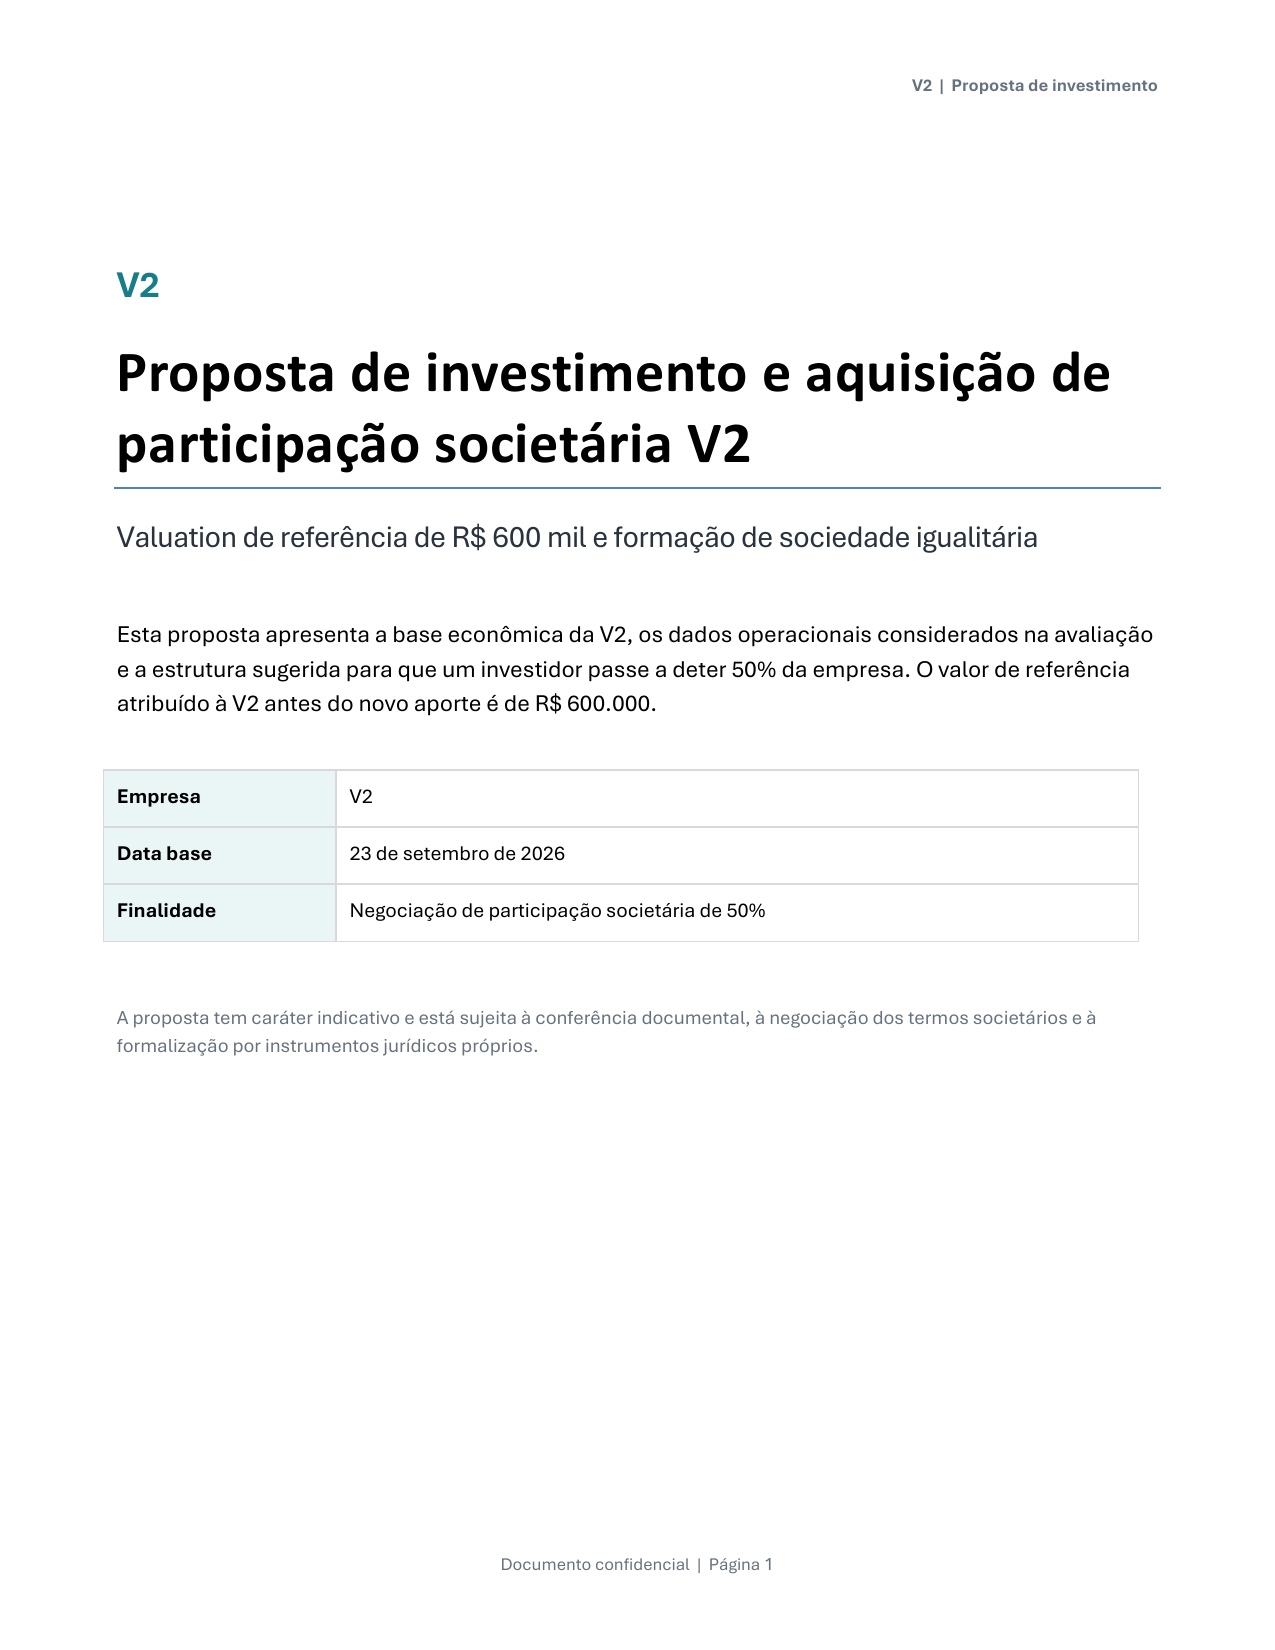 V2 | Proposta de investimento
V2
Proposta de investimento e aquisição de
participação societária V2
Valuation de referência de R$ 600 mil e formação de sociedade igualitária
Esta proposta apresenta a base econômica da V2, os dados operacionais considerados na avaliação
e a estrutura sugerida para que um investidor passe a deter 50% da empresa. O valor de referência
atribuído à V2 antes do novo aporte é de R$ 600.000.
Empresa V2
Data base 23 de setembro de 2026
Finalidade Negociação de participação societária de 50%
A proposta tem caráter indicativo e está sujeita à conferência documental, à negociação dos termos societários e à
formalização por instrumentos jurídicos próprios.
Documento confidencial | Página 1